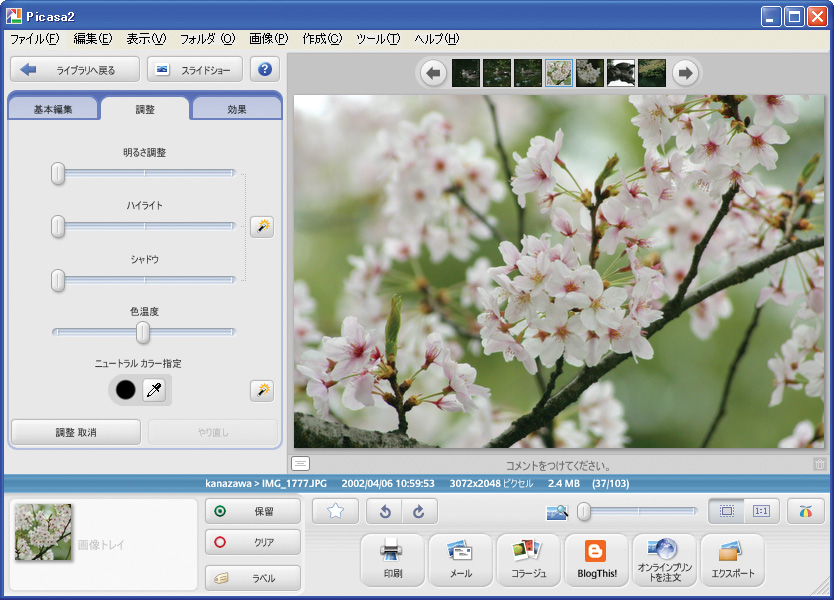 Picasa2
ファイル(F) 編集(E) 表示(V) フォルダ(O) 画像(P) 作成(C) ツール(T) ヘルプ(H)
ライブラリへ戻る スライドショー ?
基本編集 調整 効果
明るさ調整
ハイライト
シャドウ
色温度
ニュートラル カラー指定
調整 取消 やり直し
コメントをつけてください。
kanazawa > IMG_1777.JPG 2002/04/06 10:59:53 3072x2048 ピクセル 2.4 MB (37/103)
画像トレイ
保留
クリア
ラベル
1:1
印刷 メール コラージュ BlogThis! オンラインプリントを注文 エクスポート